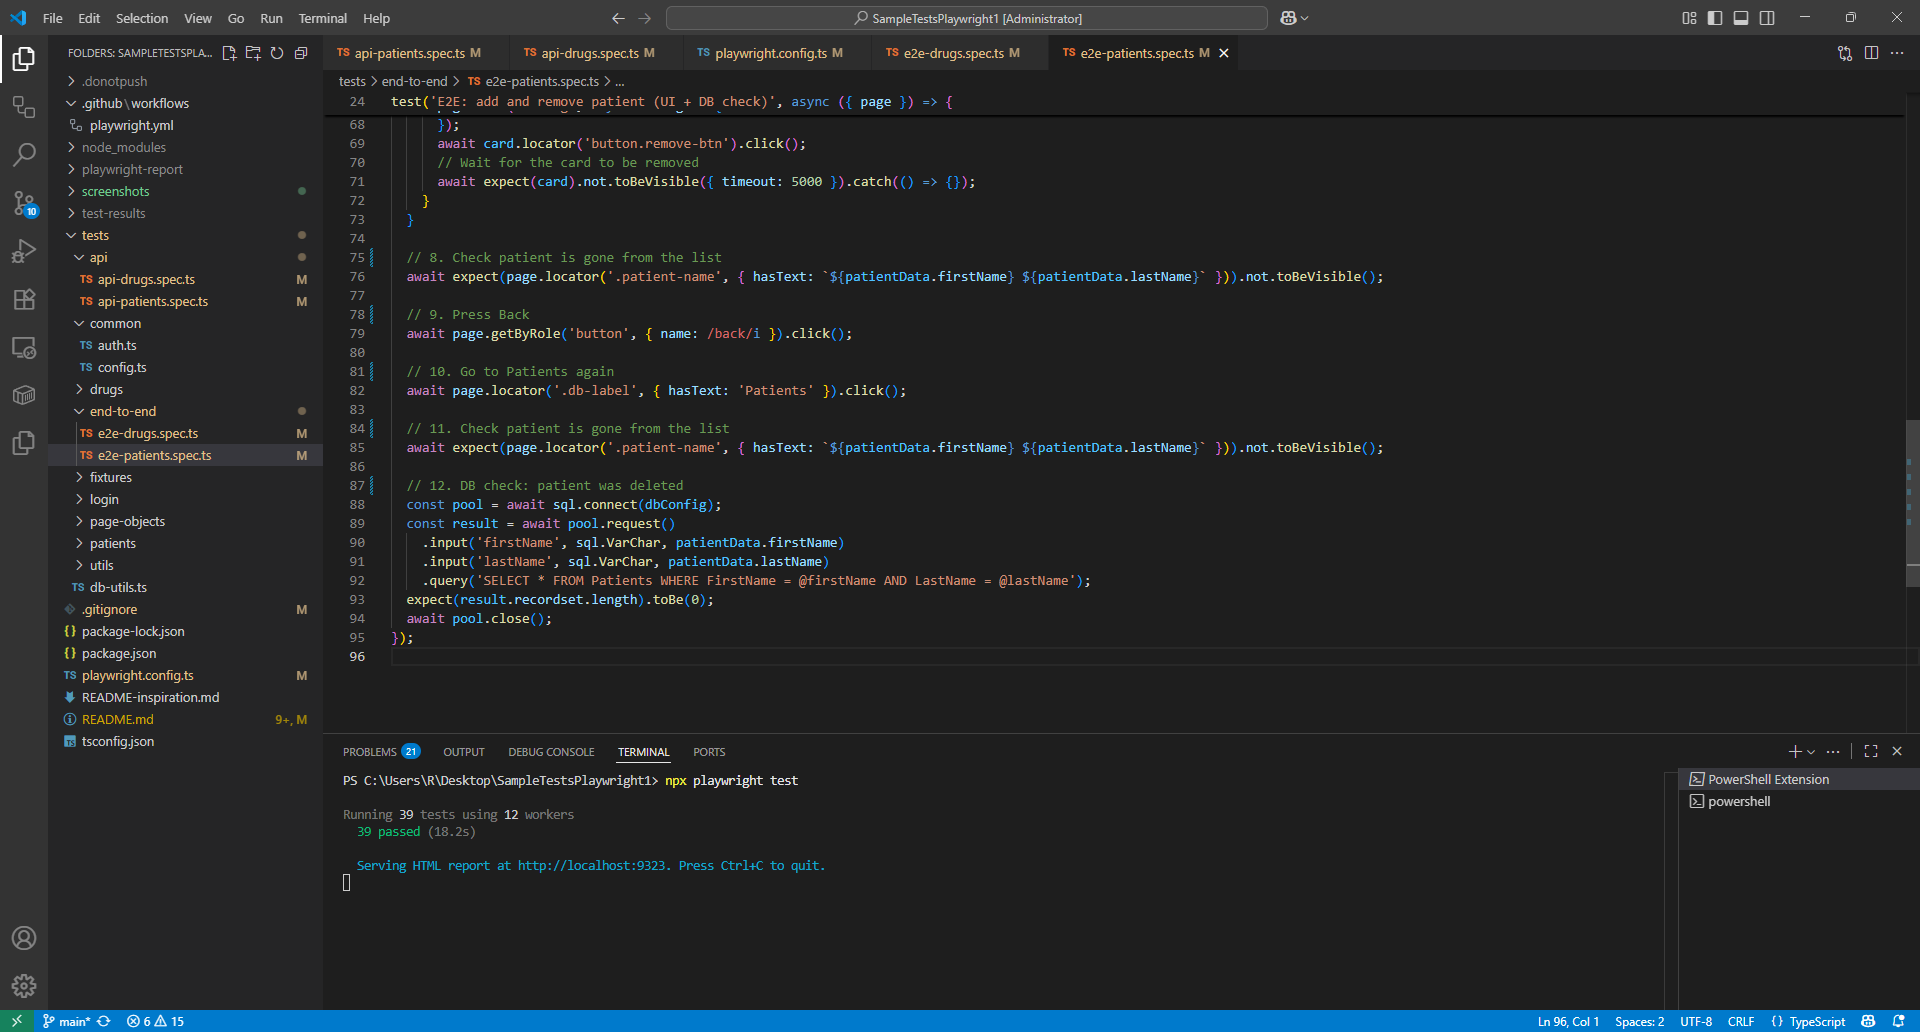 File Edit Selection View Go Run Terminal Help
SampleTestsPlaywright1 [Administrator]
FOLDERS: SAMPLETESTSPLA...
.donotpush
.github\workflows
playwright.yml
node_modules
playwright-report
screenshots
test-results
tests
api
TS api-drugs.spec.ts M
TS api-patients.spec.ts M
common
TS auth.ts
TS config.ts
drugs
end-to-end
TS e2e-drugs.spec.ts M
TS e2e-patients.spec.ts M
fixtures
login
page-objects
patients
utils
TS db-utils.ts
.gitignore M
{} package-lock.json
{} package.json
TS playwright.config.ts M
README-inspiration.md
README.md 9+, M
TS tsconfig.json
10
TS api-patients.spec.ts M
TS api-drugs.spec.ts M
TS playwright.config.ts M
TS e2e-drugs.spec.ts M
TS e2e-patients.spec.ts M
tests > end-to-end > TS e2e-patients.spec.ts > ...
24 test('E2E: add and remove patient (UI + DB check)', async ({ page }) => {
68 });
69 await card.locator('button.remove-btn').click();
70 // Wait for the card to be removed
71 await expect(card).not.toBeVisible({ timeout: 5000 }).catch(() => {});
72 }
73 }
74
75 // 8. Check patient is gone from the list
76 await expect(page.locator('.patient-name', { hasText: `${patientData.firstName} ${patientData.lastName}` })).not.toBeVisible();
77
78 // 9. Press Back
79 await page.getByRole('button', { name: /back/i }).click();
80
81 // 10. Go to Patients again
82 await page.locator('.db-label', { hasText: 'Patients' }).click();
83
84 // 11. Check patient is gone from the list
85 await expect(page.locator('.patient-name', { hasText: `${patientData.firstName} ${patientData.lastName}` })).not.toBeVisible();
86
87 // 12. DB check: patient was deleted
88 const pool = await sql.connect(dbConfig);
89 const result = await pool.request()
90 .input('firstName', sql.VarChar, patientData.firstName)
91 .input('lastName', sql.VarChar, patientData.lastName)
92 .query('SELECT * FROM Patients WHERE FirstName = @firstName AND LastName = @lastName');
93 expect(result.recordset.length).toBe(0);
94 await pool.close();
95 });
96
PROBLEMS 21 OUTPUT DEBUG CONSOLE TERMINAL PORTS
PS C:\Users\R\Desktop\SampleTestsPlaywright1> npx playwright test
Running 39 tests using 12 workers
39 passed (18.2s)
Serving HTML report at http://localhost:9323. Press Ctrl+C to quit.
PowerShell Extension
powershell
main* 6 15
Ln 96, Col 1 Spaces: 2 UTF-8 CRLF {} TypeScript